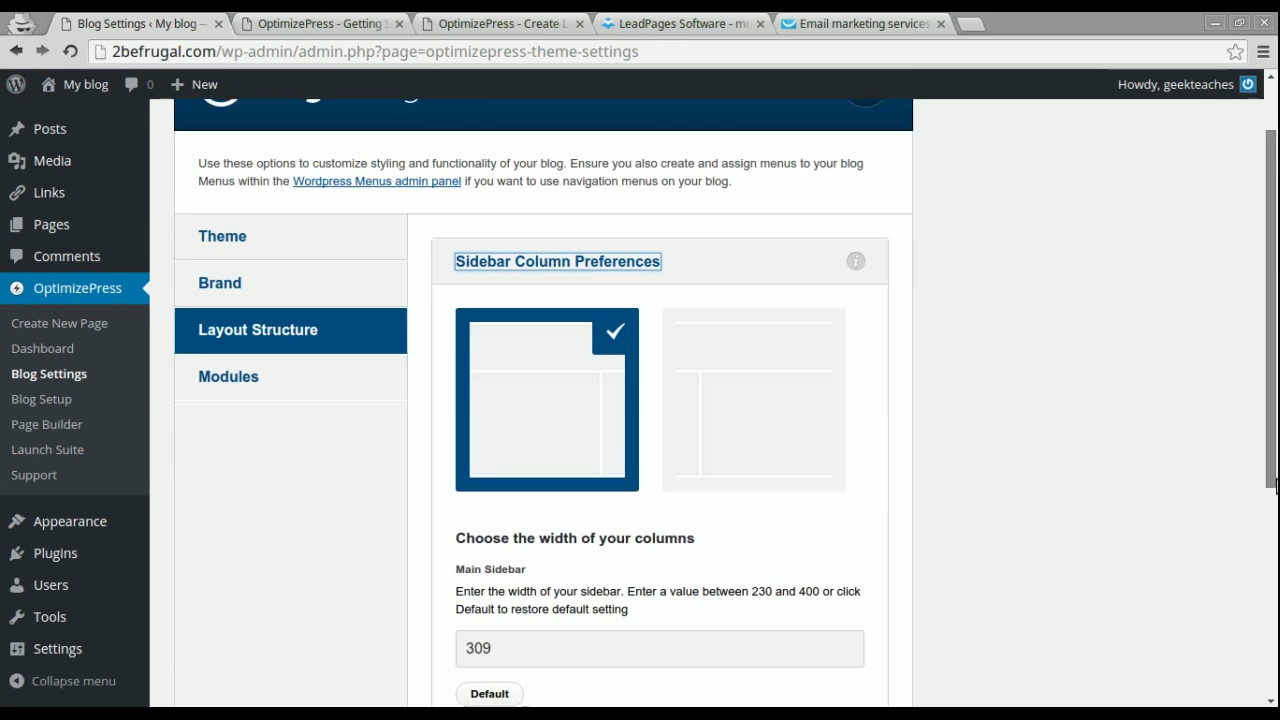 Blog Settings ‹ My blog —
OptimizePress - Getting S
OptimizePress - Create L
LeadPages Software - mo
Email marketing services
2befrugal.com/wp-admin/admin.php?page=optimizepress-theme-settings
My blog
0
New
Howdy, geekteaches
Posts
Media
Links
Pages
Comments
OptimizePress
Create New Page
Dashboard
Blog Settings
Blog Setup
Page Builder
Launch Suite
Support
Appearance
Plugins
Users
Tools
Settings
Collapse menu
Use these options to customize styling and functionality of your blog. Ensure you also create and assign menus to your blog
Menus within the Wordpress Menus admin panel if you want to use navigation menus on your blog.
Theme
Brand
Layout Structure
Modules
Sidebar Column Preferences
Choose the width of your columns
Main Sidebar
Enter the width of your sidebar. Enter a value between 230 and 400 or click
Default to restore default setting
309
Default